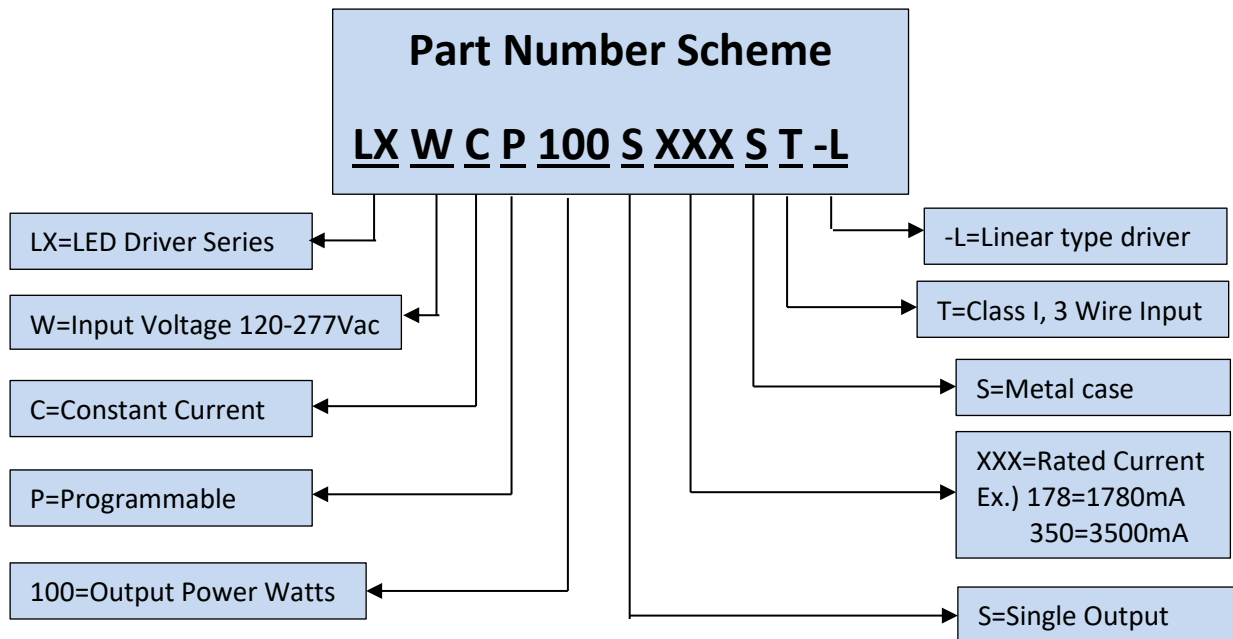 Part Number Scheme
LX W C P 100 S XXX S T -L
LX=LED Driver Series
W=Input Voltage 120-277Vac
C=Constant Current
P=Programmable
100=Output Power Watts
-L=Linear type driver
T=Class I, 3 Wire Input
S=Metal case
XXX=Rated Current
Ex.) 178=1780mA
350=3500mA
S=Single Output